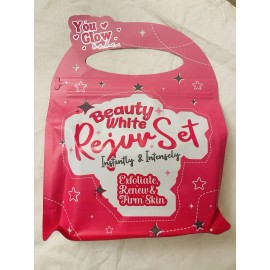 You
Glow
Beauty
White
Rejuv Set
Instantly & Intensely
Exfoliate,
Renew &
Firm Skin